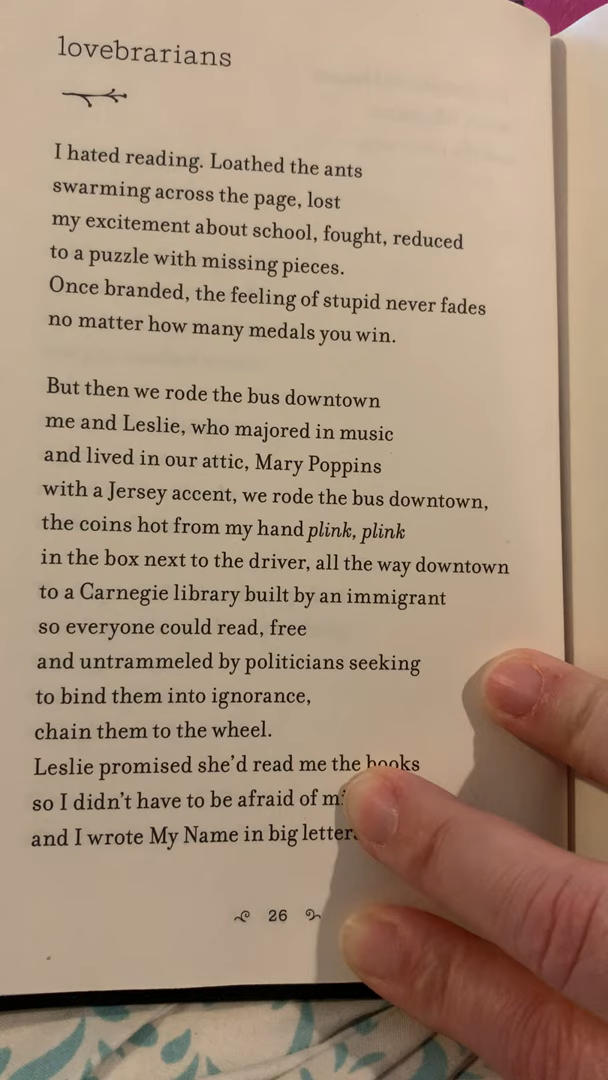 lovebrarians
I hated reading. Loathed the ants
swarming across the page, lost
my excitement about school, fought, reduced
to a puzzle with missing pieces.
Once branded, the feeling of stupid never fades
no matter how many medals you win.
But then we rode the bus downtown
me and Leslie, who majored in music
and lived in our attic, Mary Poppins
with a Jersey accent, we rode the bus downtown,
the coins hot from my hand plink, plink
in the box next to the driver, all the way downtown
to a Carnegie library built by an immigrant
so everyone could read, free
and untrammeled by politicians seeking
to bind them into ignorance,
chain them to the wheel.
Leslie promised she'd read me the books
so I didn't have to be afraid of
and I wrote My Name in big letters
26